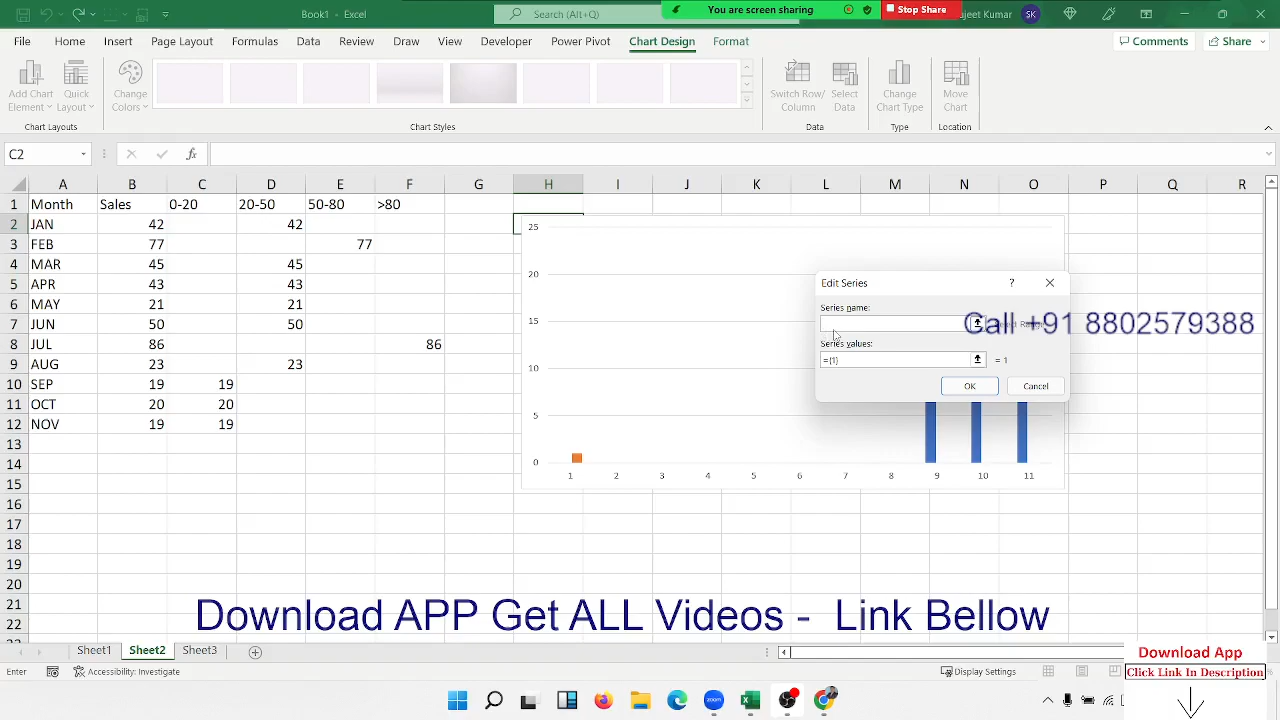 Book1 - Excel
Search (Alt+Q)
You are screen sharing
Stop Share
ujeet Kumar
SK
File
Home
Insert
Page Layout
Formulas
Data
Review
Draw
View
Developer
Power Pivot
Chart Design
Format
Comments
Share
Add Chart
Element
Quick
Layout
Change
Colors
Switch Row/
Column
Select
Data
Change
Chart Type
Move
Chart
Chart Layouts
Chart Styles
Data
Type
Location
C2
fx
A B C D E F G H I J K L M N O P Q R
1 Month Sales 0-20 20-50 50-80 >80
2 JAN 42 42
3 FEB 77 77
4 MAR 45 45
5 APR 43 43
6 MAY 21 21
7 JUN 50 50
8 JUL 86 86
9 AUG 23 23
10 SEP 19 19
11 OCT 20 20
12 NOV 19 19
13
14
15
16
17
18
19
20
21
22
25
20
15
10
5
0
1 2 3 4 5 6 7 8 9 10 11
Edit Series
?
Series name:
Series values:
={1}
= 1
OK
Cancel
Call +91 8802579388
Download APP Get ALL Videos - Link Bellow
Sheet1
Sheet2
Sheet3
Enter
Accessibility: Investigate
Display Settings
Download App
Click Link In Description
zoom